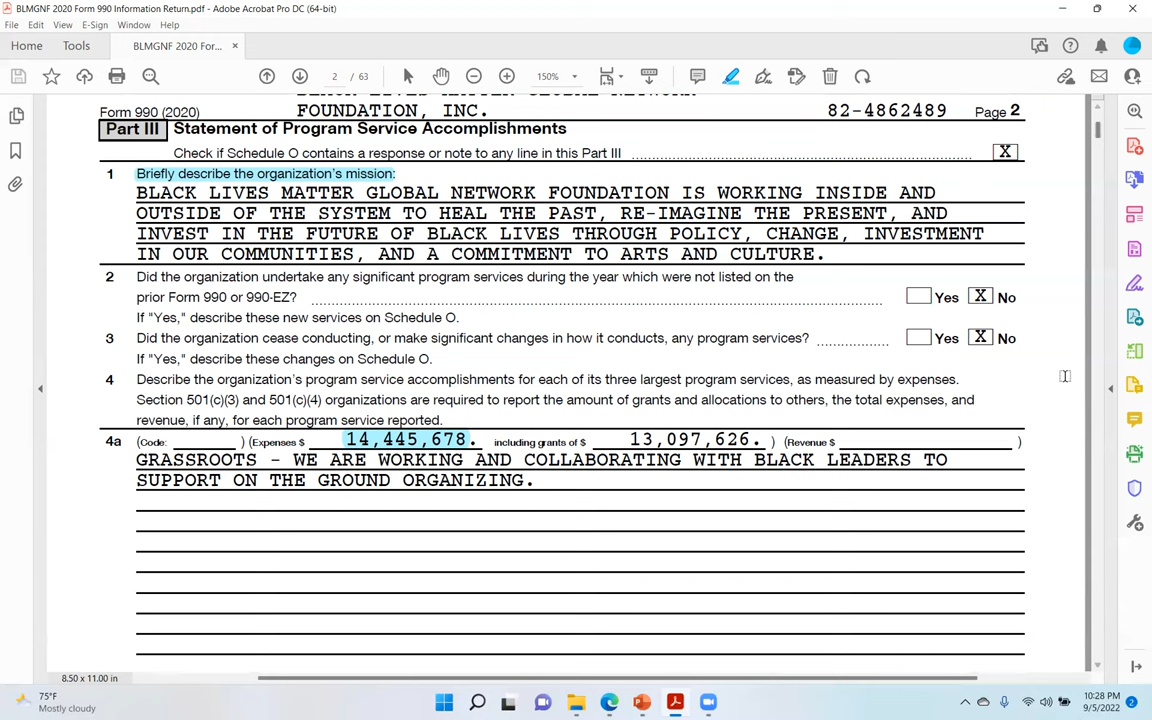 BLMGNF 2020 Form 990 Information Return.pdf - Adobe Acrobat Pro DC (64-bit)
File Edit View E-Sign Window Help
Home Tools BLMGNF 2020 For... ×
2 / 63 150%
FOUNDATION, INC.
Form 990 (2020) 82-4862489 Page 2
Part III Statement of Program Service Accomplishments
Check if Schedule O contains a response or note to any line in this Part III X
1 Briefly describe the organization's mission:
BLACK LIVES MATTER GLOBAL NETWORK FOUNDATION IS WORKING INSIDE AND
OUTSIDE OF THE SYSTEM TO HEAL THE PAST, RE-IMAGINE THE PRESENT, AND
INVEST IN THE FUTURE OF BLACK LIVES THROUGH POLICY, CHANGE, INVESTMENT
IN OUR COMMUNITIES, AND A COMMITMENT TO ARTS AND CULTURE.
2 Did the organization undertake any significant program services during the year which were not listed on the
prior Form 990 or 990-EZ? Yes X No
If "Yes," describe these new services on Schedule O.
3 Did the organization cease conducting, or make significant changes in how it conducts, any program services? Yes X No
If "Yes," describe these changes on Schedule O.
4 Describe the organization's program service accomplishments for each of its three largest program services, as measured by expenses.
Section 501(c)(3) and 501(c)(4) organizations are required to report the amount of grants and allocations to others, the total expenses, and
revenue, if any, for each program service reported.
4a (Code: ) (Expenses $ 14,445,678. including grants of $ 13,097,626. ) (Revenue $ )
GRASSROOTS - WE ARE WORKING AND COLLABORATING WITH BLACK LEADERS TO
SUPPORT ON THE GROUND ORGANIZING.
8.50 x 11.00 in
75°F
Mostly cloudy
10:28 PM
9/5/2022
2